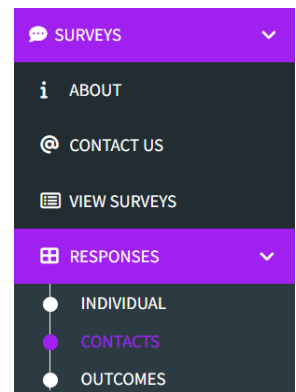 SURVEYS
ABOUT
CONTACT US
VIEW SURVEYS
RESPONSES
INDIVIDUAL
CONTACTS
OUTCOMES